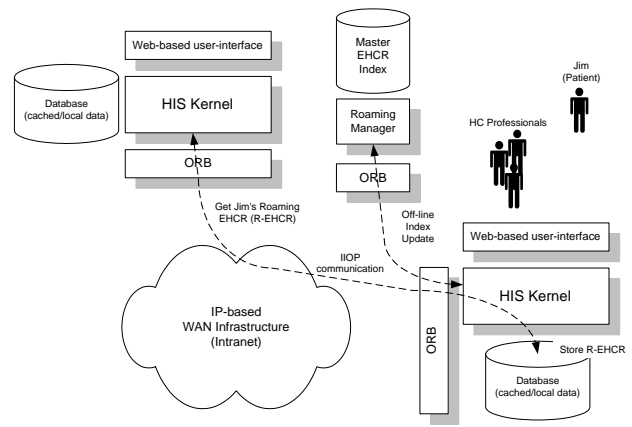 Web-based user-interface
Database
(cached/local data)
HIS Kernel
ORB
Master
EHCR
Index
Roaming
Manager
ORB
Jim
(Patient)
HC Professionals
Get Jim's Roaming
EHCR (R-EHCR)
Off-line
Index
Update
Web-based user-interface
IIOP
communication
HIS Kernel
IP-based
WAN Infrastructure
(Intranet)
ORB
Store R-EHCR
Database
(cached/local data)